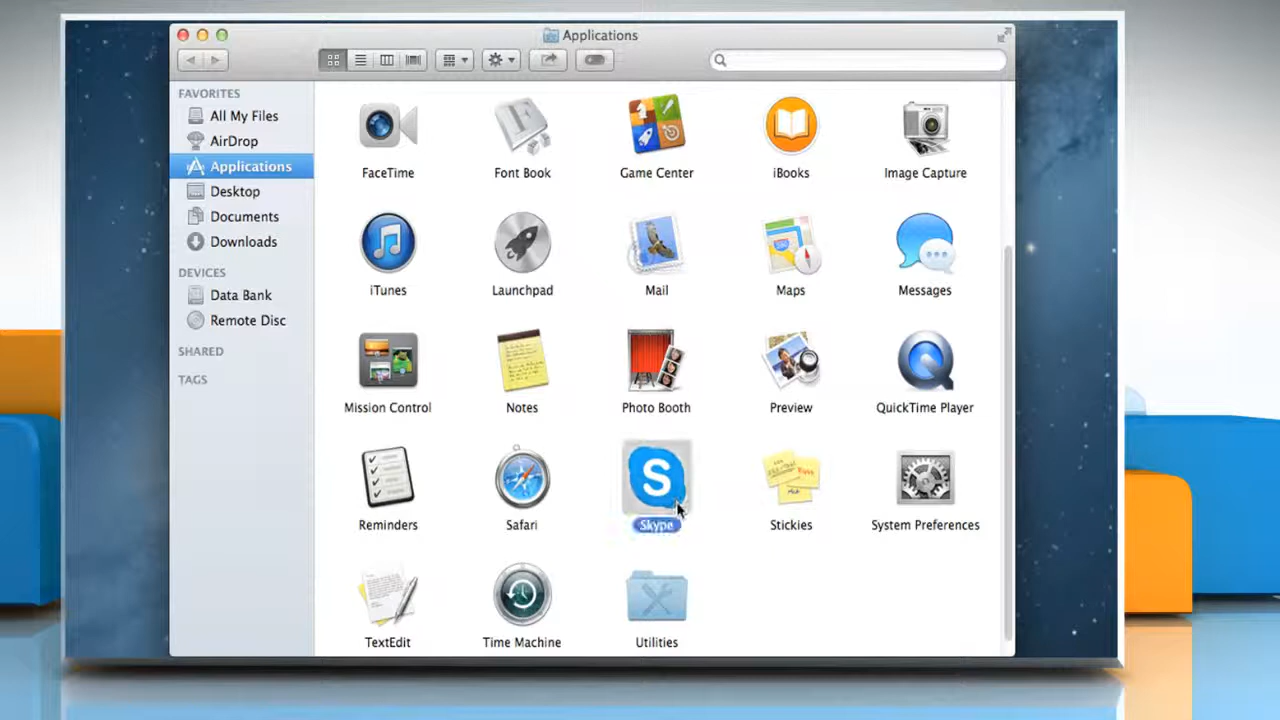 Applications
FAVORITES
All My Files
AirDrop
Applications
Desktop
Documents
Downloads
DEVICES
Data Bank
Remote Disc
SHARED
TAGS
FaceTime
Font Book
Game Center
iBooks
Image Capture
iTunes
Launchpad
Mail
Maps
Messages
Mission Control
Notes
Photo Booth
Preview
QuickTime Player
Reminders
Safari
S
Skype
Stickies
System Preferences
TextEdit
Time Machine
Utilities